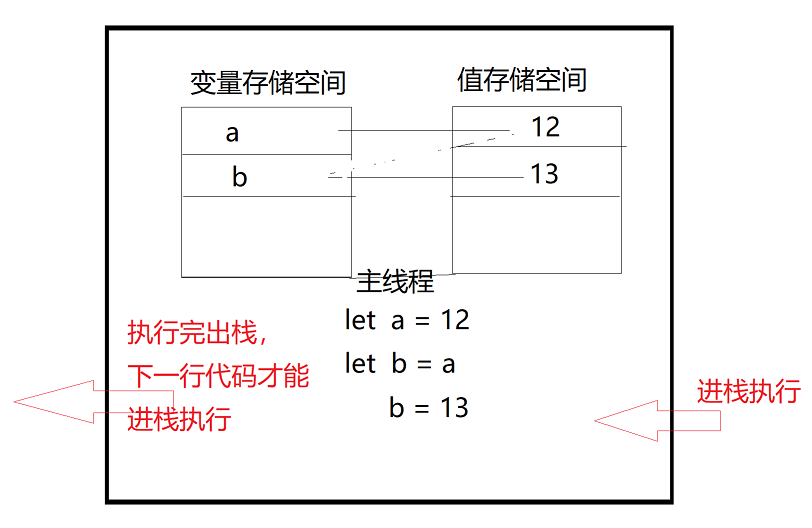 变量存储空间
值存储空间
a
12
b
13
主线程
let a = 12
let b = a
b = 13
执行完出栈，
下一行代码才能
进栈执行
进栈执行